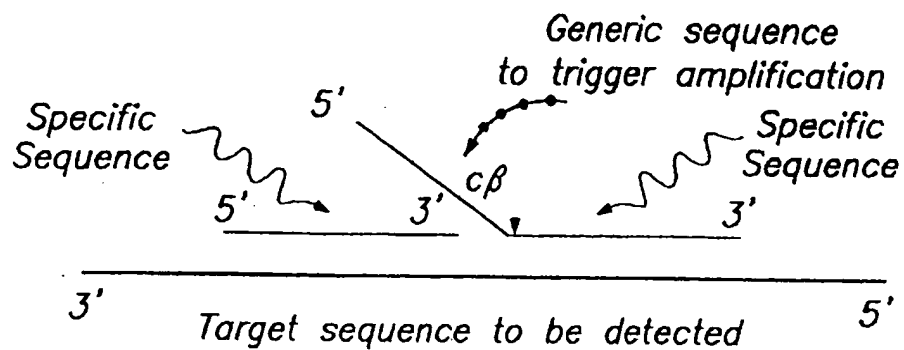 Generic sequence
to trigger amplification
5'
Specific
Sequence
Specific
Sequence
cβ
5'
3'
3'
3'
5'
Target sequence to be detected